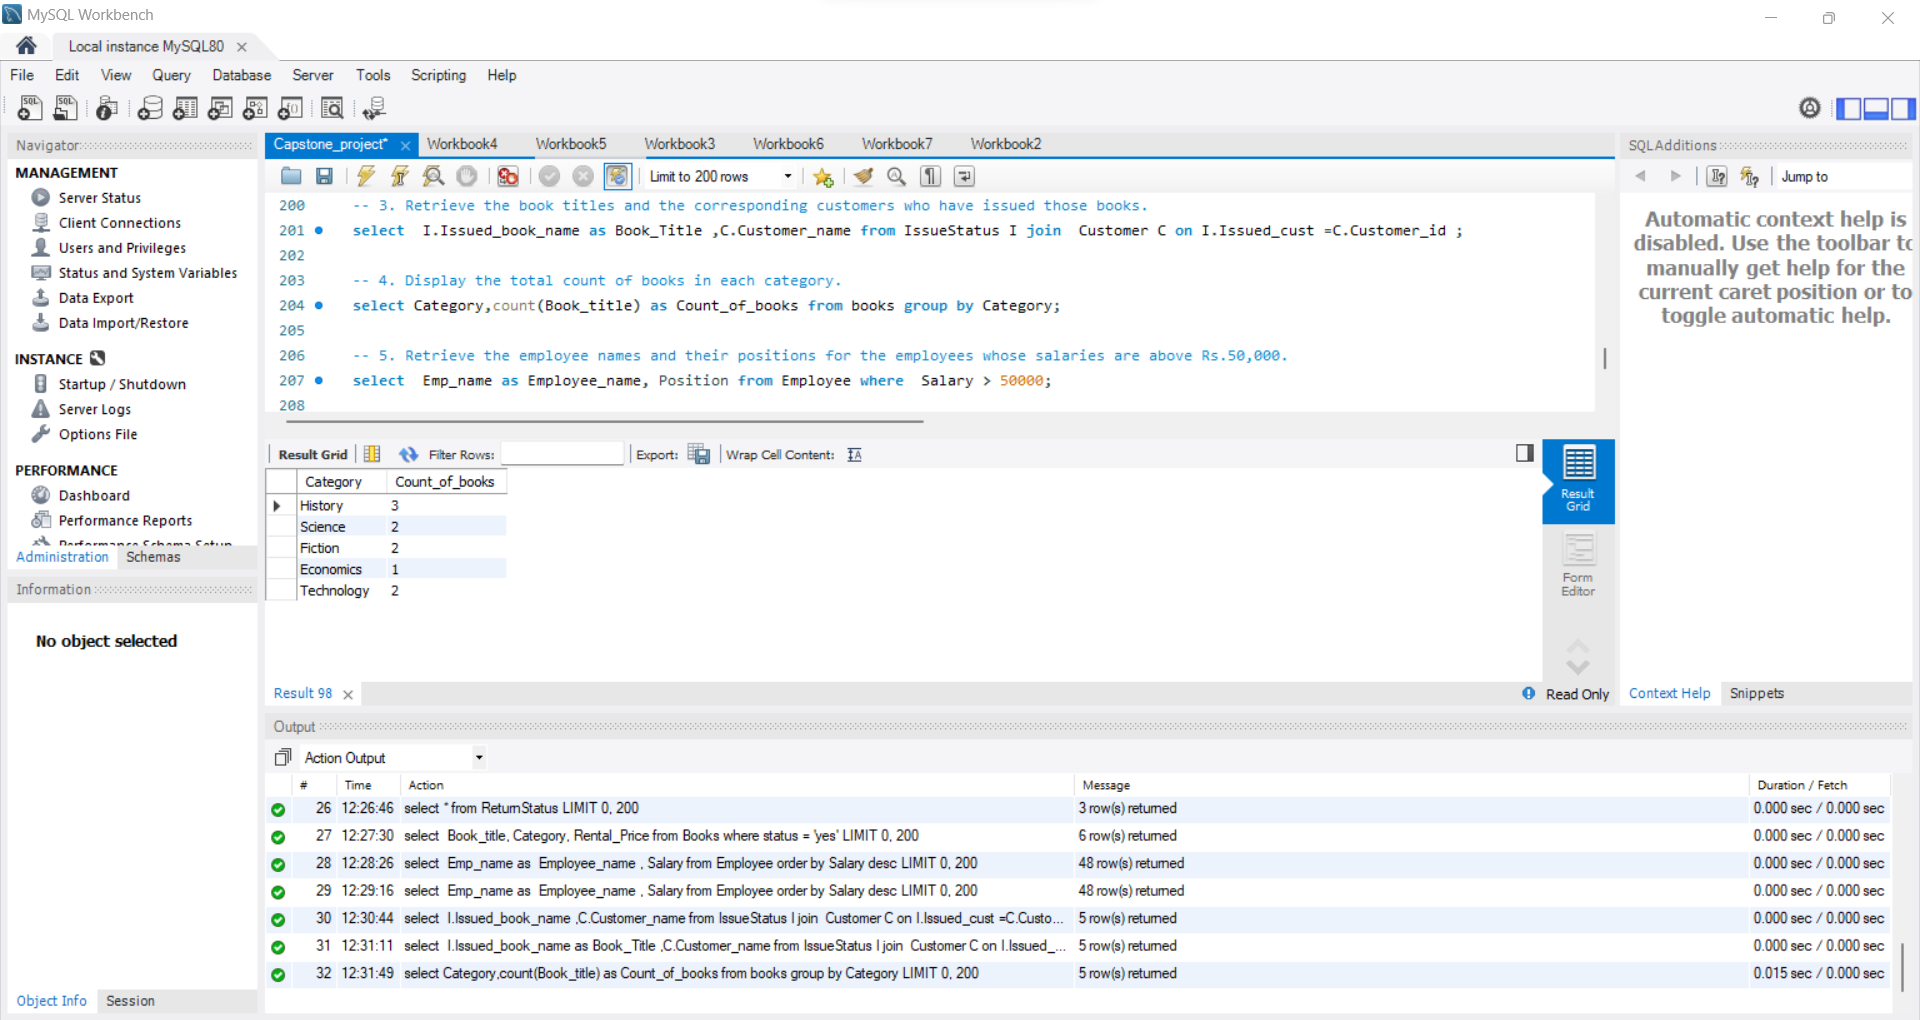 MySQL Workbench
Local instance MySQL80
File Edit View Query Database Server Tools Scripting Help
Navigator
MANAGEMENT
Server Status
Client Connections
Users and Privileges
Status and System Variables
Data Export
Data Import/Restore
INSTANCE
Startup / Shutdown
Server Logs
Options File
PERFORMANCE
Dashboard
Performance Reports
Performance Schema Setup
Administration Schemas
Information
No object selected
Object Info Session
Capstone_project* Workbook4 Workbook5 Workbook3 Workbook6 Workbook7 Workbook2
Limit to 200 rows
200 -- 3. Retrieve the book titles and the corresponding customers who have issued those books.
201 select I.Issued_book_name as Book_Title ,C.Customer_name from IssueStatus I join Customer C on I.Issued_cust =C.Customer_id ;
202
203 -- 4. Display the total count of books in each category.
204 select Category,count(Book_title) as Count_of_books from books group by Category;
205
206 -- 5. Retrieve the employee names and their positions for the employees whose salaries are above Rs.50,000.
207 select Emp_name as Employee_name, Position from Employee where Salary > 50000;
208
Result Grid Filter Rows: Export: Wrap Cell Content:
Category Count_of_books
History 3
Science 2
Fiction 2
Economics 1
Technology 2
Result Grid
Form Editor
Result 98
Read Only
SQLAdditions
Jump to
Automatic context help is
disabled. Use the toolbar to
manually get help for the
current caret position or to
toggle automatic help.
Context Help Snippets
Output
Action Output
# Time Action Message Duration / Fetch
26 12:26:46 select * from ReturnStatus LIMIT 0, 200 3 row(s) returned 0.000 sec / 0.000 sec
27 12:27:30 select Book_title, Category, Rental_Price from Books where status = 'yes' LIMIT 0, 200 6 row(s) returned 0.000 sec / 0.000 sec
28 12:28:26 select Emp_name as Employee_name , Salary from Employee order by Salary desc LIMIT 0, 200 48 row(s) returned 0.000 sec / 0.000 sec
29 12:29:16 select Emp_name as Employee_name , Salary from Employee order by Salary desc LIMIT 0, 200 48 row(s) returned 0.000 sec / 0.000 sec
30 12:30:44 select I.Issued_book_name ,C.Customer_name from IssueStatus I join Customer C on I.Issued_cust =C.Custo... 5 row(s) returned 0.000 sec / 0.000 sec
31 12:31:11 select I.Issued_book_name as Book_Title ,C.Customer_name from IssueStatus I join Customer C on I.Issued_... 5 row(s) returned 0.000 sec / 0.000 sec
32 12:31:49 select Category,count(Book_title) as Count_of_books from books group by Category LIMIT 0, 200 5 row(s) returned 0.015 sec / 0.000 sec